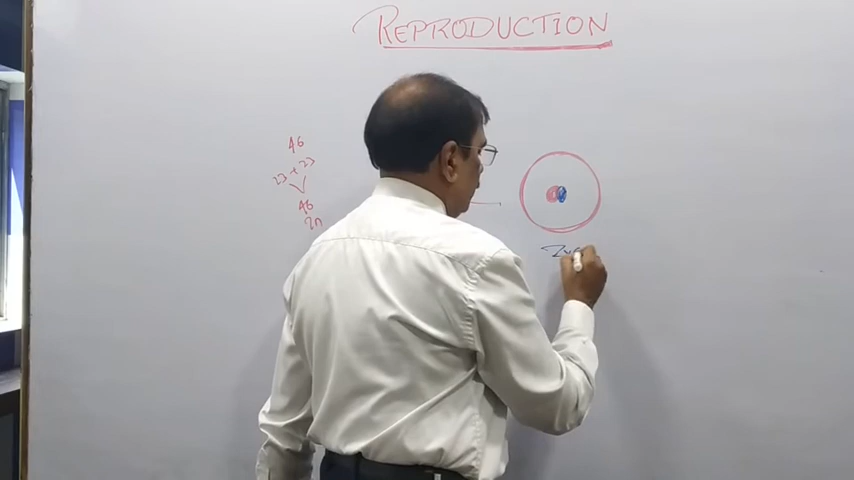 REPRODUCTION
46
23 + 23
46
2n